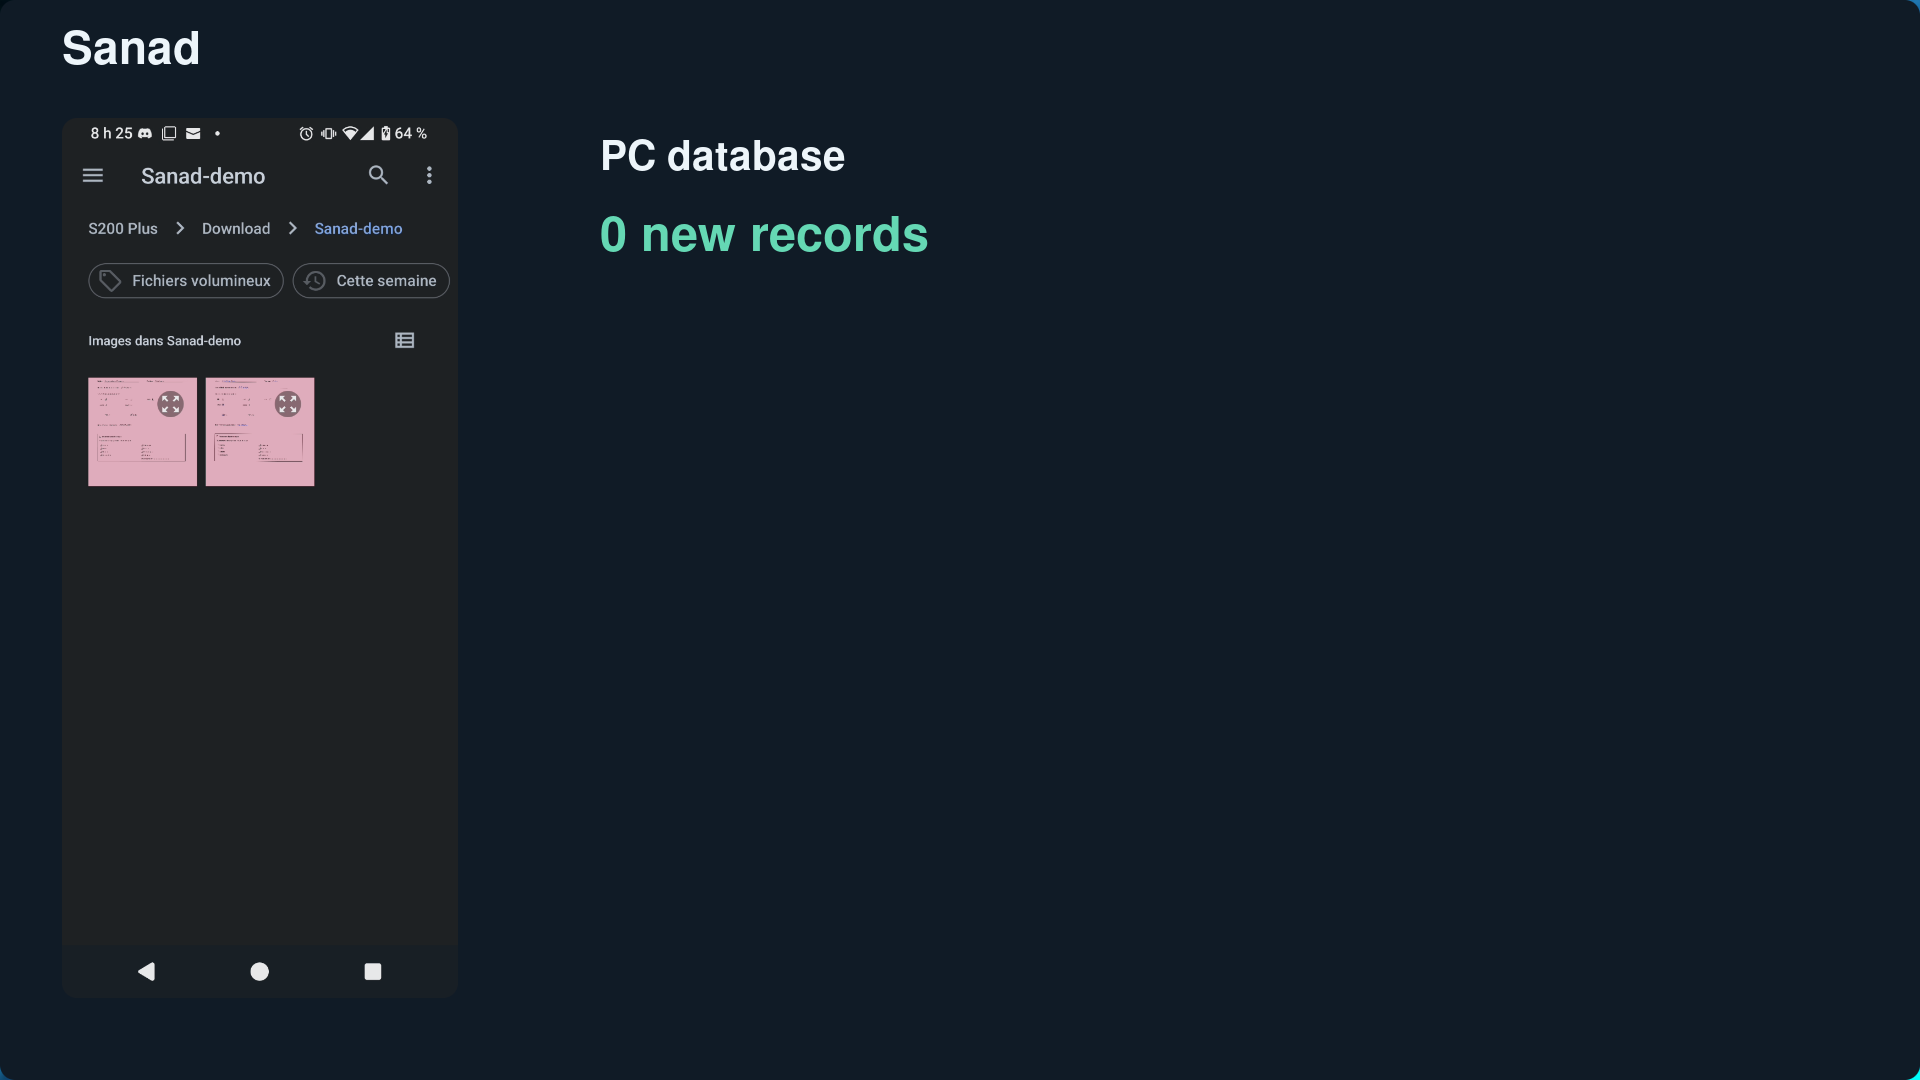 Sanad
8 h 25
64 %
Sanad-demo
S200 Plus
Download
Sanad-demo
Fichiers volumineux
Cette semaine
Images dans Sanad-demo
PC database
0 new records